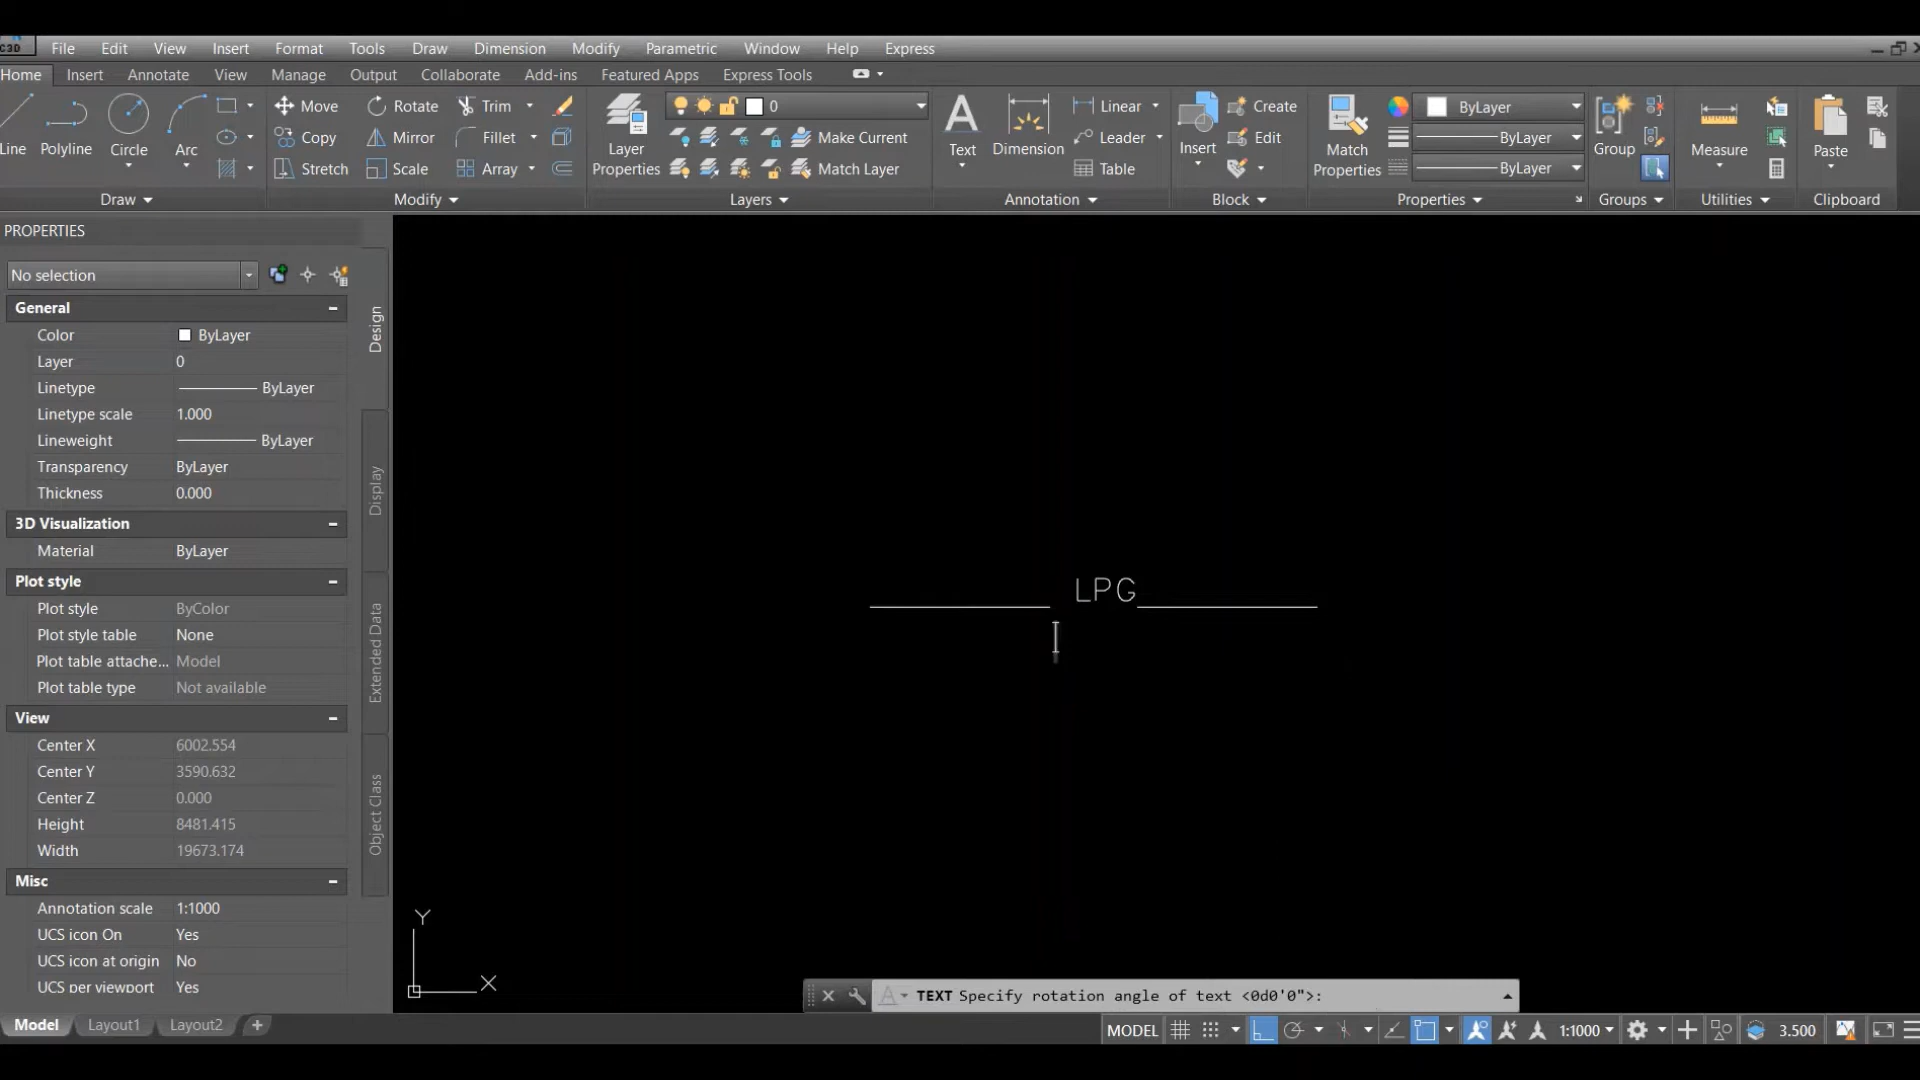 C3D
File Edit View Insert Format Tools Draw Dimension Modify Parametric Window Help Express
Home Insert Annotate View Manage Output Collaborate Add-ins Featured Apps Express Tools
Line Polyline Circle Arc
Move Rotate Trim
Copy Mirror Fillet
Stretch Scale Array
Layer Properties
0
Make Current
Match Layer
Text Dimension
Linear
Leader
Table
Insert
Create
Edit
Match Properties
ByLayer
ByLayer
ByLayer
Group
Measure
Paste
Draw Modify Layers Annotation Block Properties Groups Utilities Clipboard
PROPERTIES
No selection
General
Color ByLayer
Layer 0
Linetype ByLayer
Linetype scale 1.000
Lineweight ByLayer
Transparency ByLayer
Thickness 0.000
3D Visualization
Material ByLayer
Plot style
Plot style ByColor
Plot style table None
Plot table attache... Model
Plot table type Not available
View
Center X 6002.554
Center Y 3590.632
Center Z 0.000
Height 8481.415
Width 19673.174
Misc
Annotation scale 1:1000
UCS icon On Yes
UCS icon at origin No
UCS per viewport Yes
Design
Display
Extended Data
Object Class
LPG
Y
X
TEXT Specify rotation angle of text <0d0'0">:
Model Layout1 Layout2 +
MODEL 1:1000 3.500